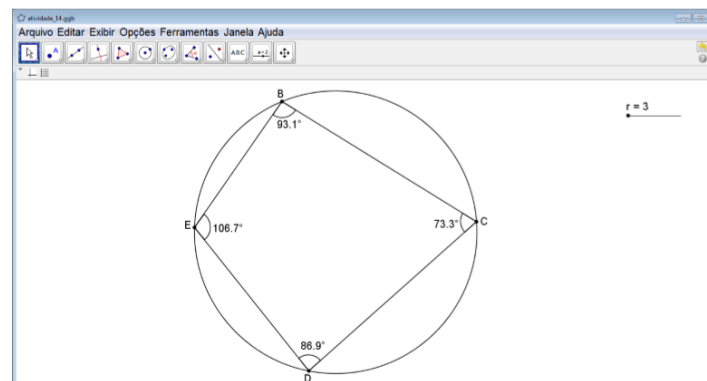 atividade_14.ggb
Arquivo Editar Exibir Opções Ferramentas Janela Ajuda
A
ABC
a=2
B
r = 3
93.1°
E
106.7°
73.3°
C
86.9°
D